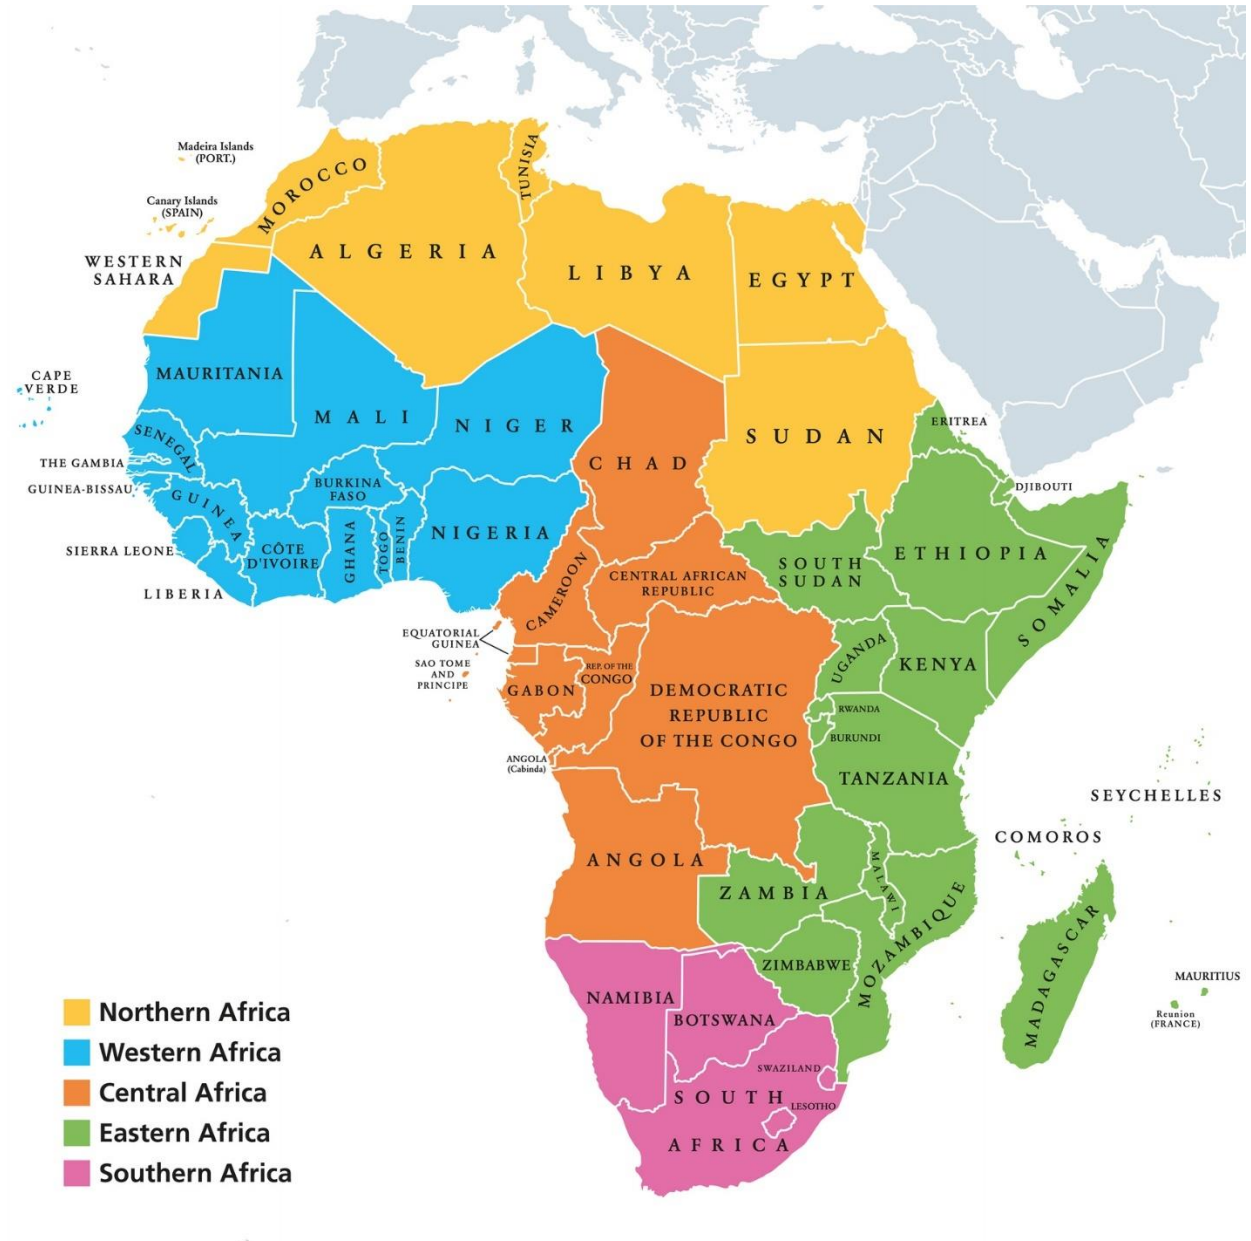 Madeira Islands
(PORT.)
Canary Islands
(SPAIN)
MOROCCO
TUNISIA
ALGERIA
LIBYA
EGYPT
WESTERN
SAHARA
MAURITANIA
CAPE
VERDE
MALI
NIGER
CHAD
SUDAN
ERITREA
SENEGAL
THE GAMBIA
GUINEA-BISSAU
GUINEA
BURKINA
FASO
DJIBOUTI
SIERRA LEONE
CÔTE
D'IVOIRE
GHANA
TOGO
BENIN
NIGERIA
ETHIOPIA
SOUTH
SUDAN
SOMALIA
LIBERIA
CAMEROON
CENTRAL AFRICAN
REPUBLIC
EQUATORIAL
GUINEA
SAO TOME
AND
PRINCIPE
GABON
REP. OF THE
CONGO
DEMOCRATIC
REPUBLIC
OF THE CONGO
UGANDA
KENYA
RWANDA
BURUNDI
ANGOLA
(Cabinda)
TANZANIA
SEYCHELLES
COMOROS
ANGOLA
ZAMBIA
MALAWI
MOZAMBIQUE
MADAGASCAR
ZIMBABWE
MAURITIUS
Reunion
(FRANCE)
NAMIBIA
BOTSWANA
SWAZILAND
SOUTH
AFRICA
LESOTHO
Northern Africa
Western Africa
Central Africa
Eastern Africa
Southern Africa